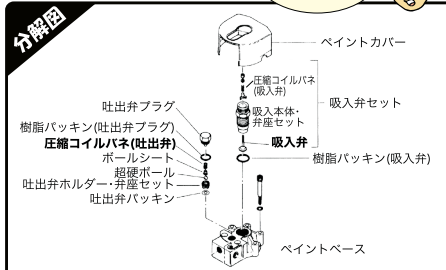 分解図
ペイントカバー
圧縮コイルバネ
(吸入弁)
吸入弁セット
吸入本体・
弁座セット
吸入弁
樹脂パッキン(吸入弁)
吐出弁プラグ
樹脂パッキン(吐出弁プラグ)
圧縮コイルバネ(吐出弁)
ボールシート
超硬ボール
吐出弁ホルダー・弁座セット
吐出弁パッキン
ペイントベース